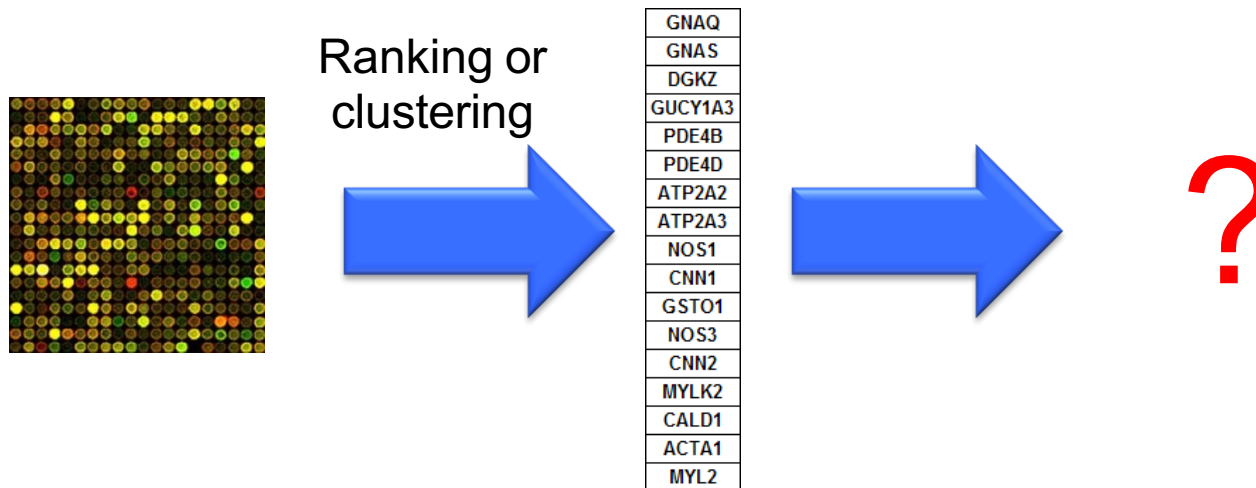 Ranking or
clustering
GNAQ
GNAS
DGKZ
GUCY1A3
PDE4B
PDE4D
ATP2A2
ATP2A3
NOS1
CNN1
GSTO1
NOS3
CNN2
MYLK2
CALD1
ACTA1
MYL2
?